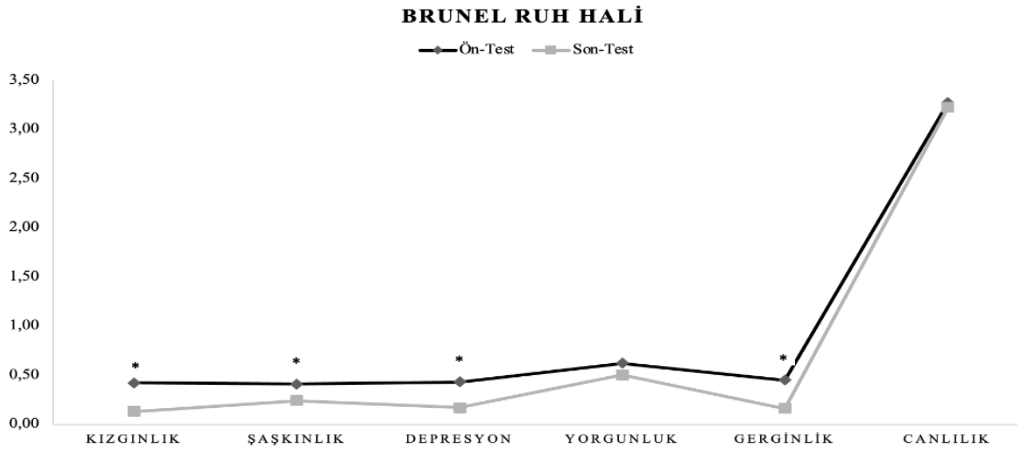 BRUNEL RUH HALİ
Ön-Test Son-Test
3,50
3,00
2,50
2,00
1,50
1,00
0,50
0,00
* * * *
KIZGINLIK ŞAŞKINLIK DEPRESYON YORGUNLUK GERGİNLİK CANLILIK